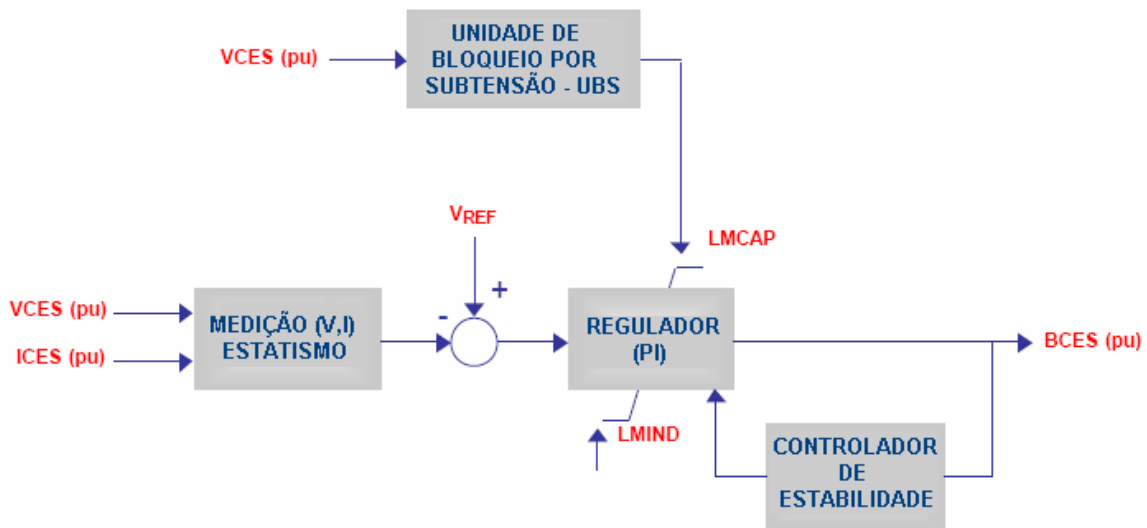 UNIDADE DE
BLOQUEIO POR
SUBTENSÃO - UBS
VCES (pu)
VREF
LMCAP
+
-
VCES (pu)
ICES (pu)
MEDIÇÃO (V,I)
ESTATISMO
REGULADOR
(PI)
BCES (pu)
LMIND
CONTROLADOR
DE
ESTABILIDADE